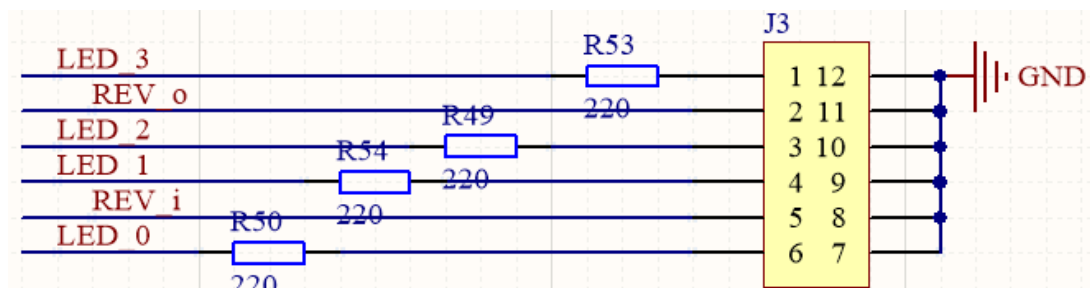 J3
LED_3
R53
1 12
GND
REV_o
220
2 11
LED_2
R49
3 10
LED_1
R54
220
4 9
REV_i
220
5 8
LED_0
R50
6 7
220